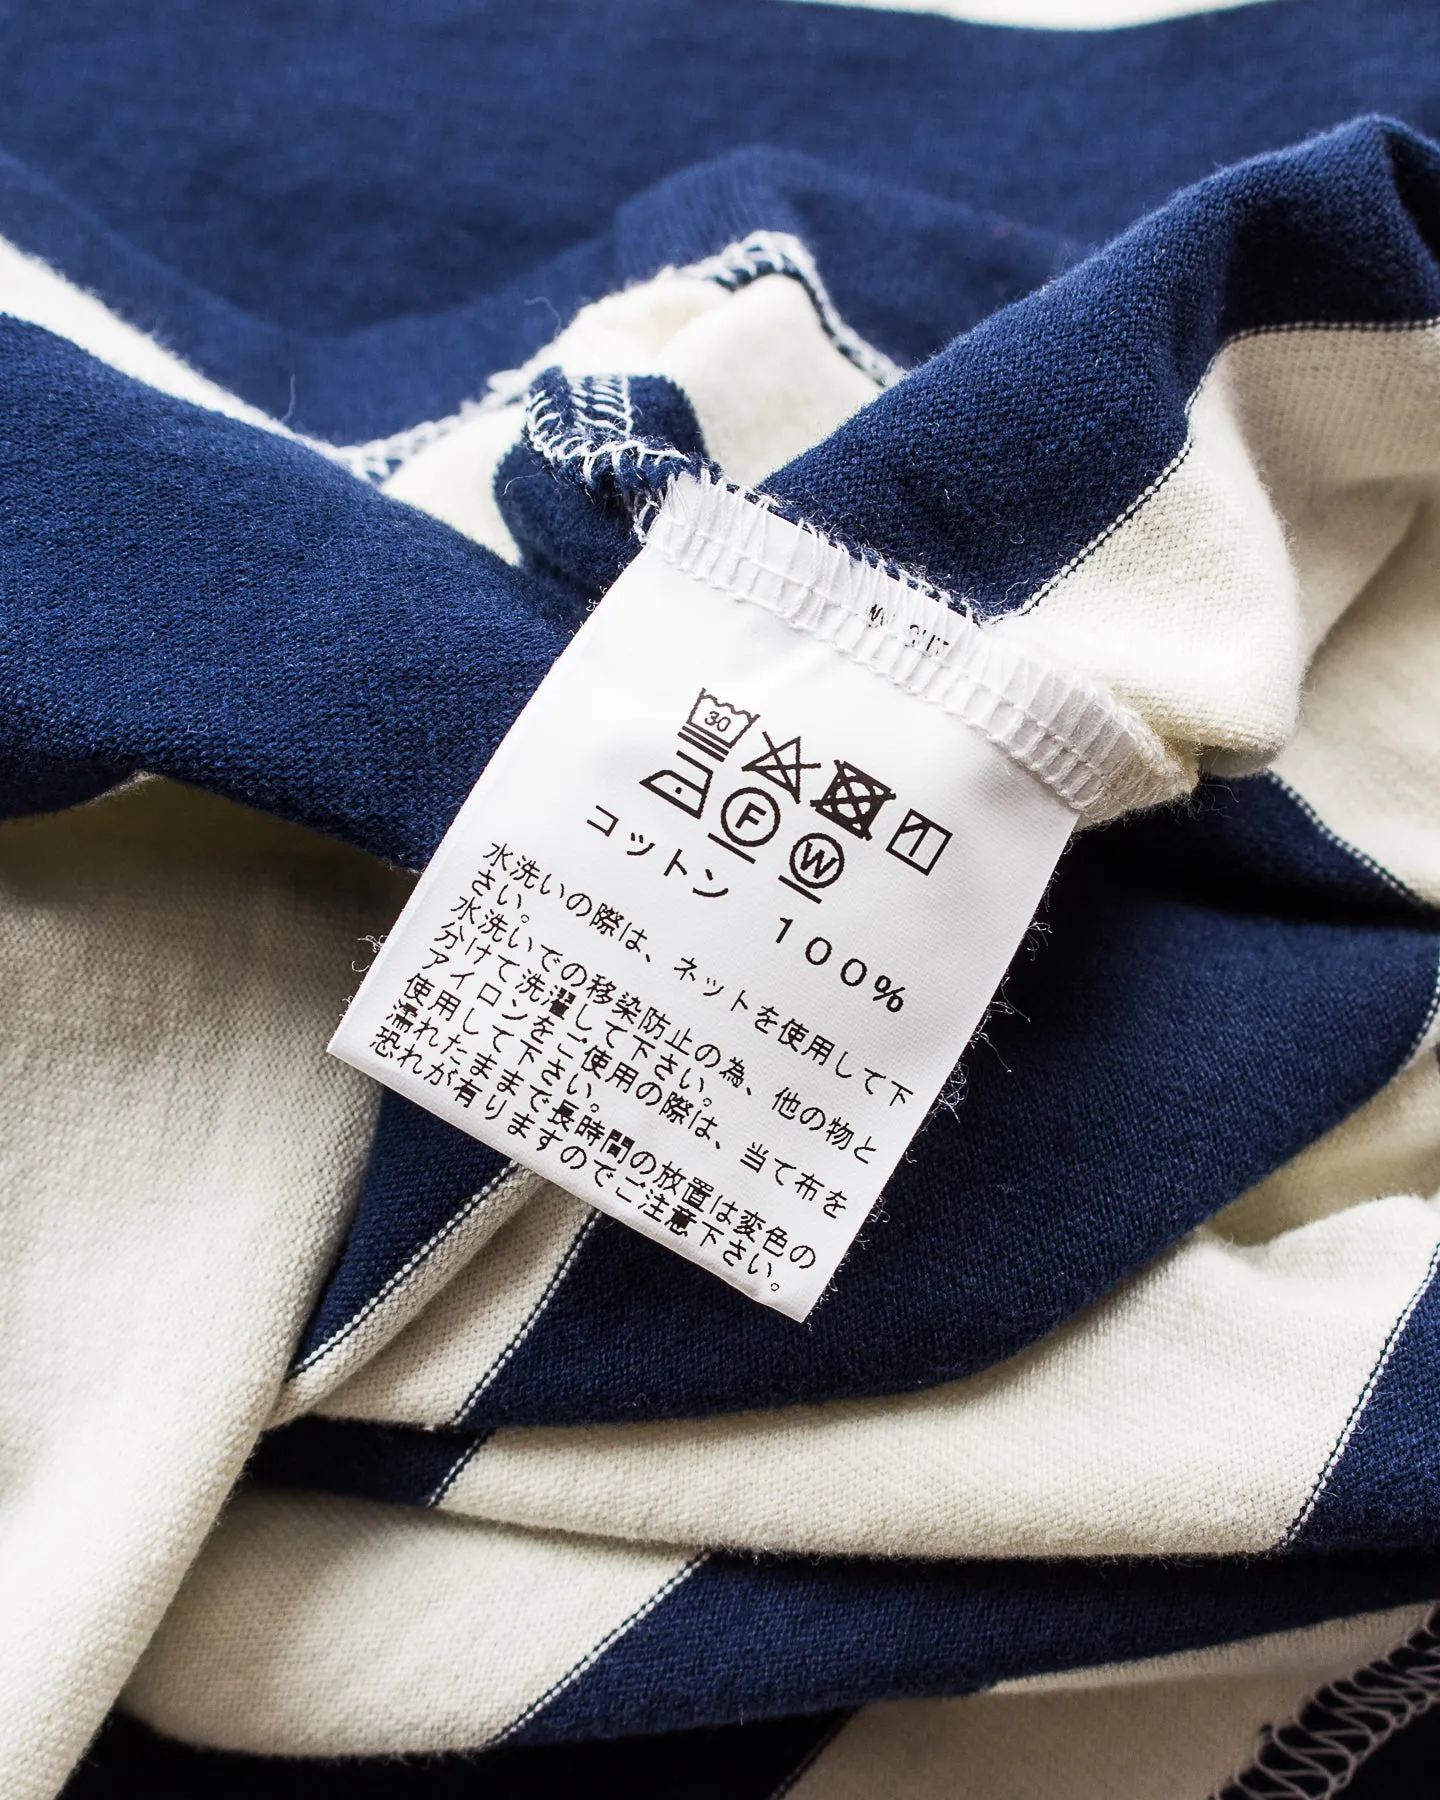 30
F
W
コットン 100%
水洗いの際は、ネットを使用して下
さい。
水洗いでの移染防止の為、他の物と
分けて洗濯して下さい。
アイロンをご使用の際は、当て布を
使用して下さい。
濡れたままで長時間の放置は変色の
恐れが有りますのでご注意下さい。